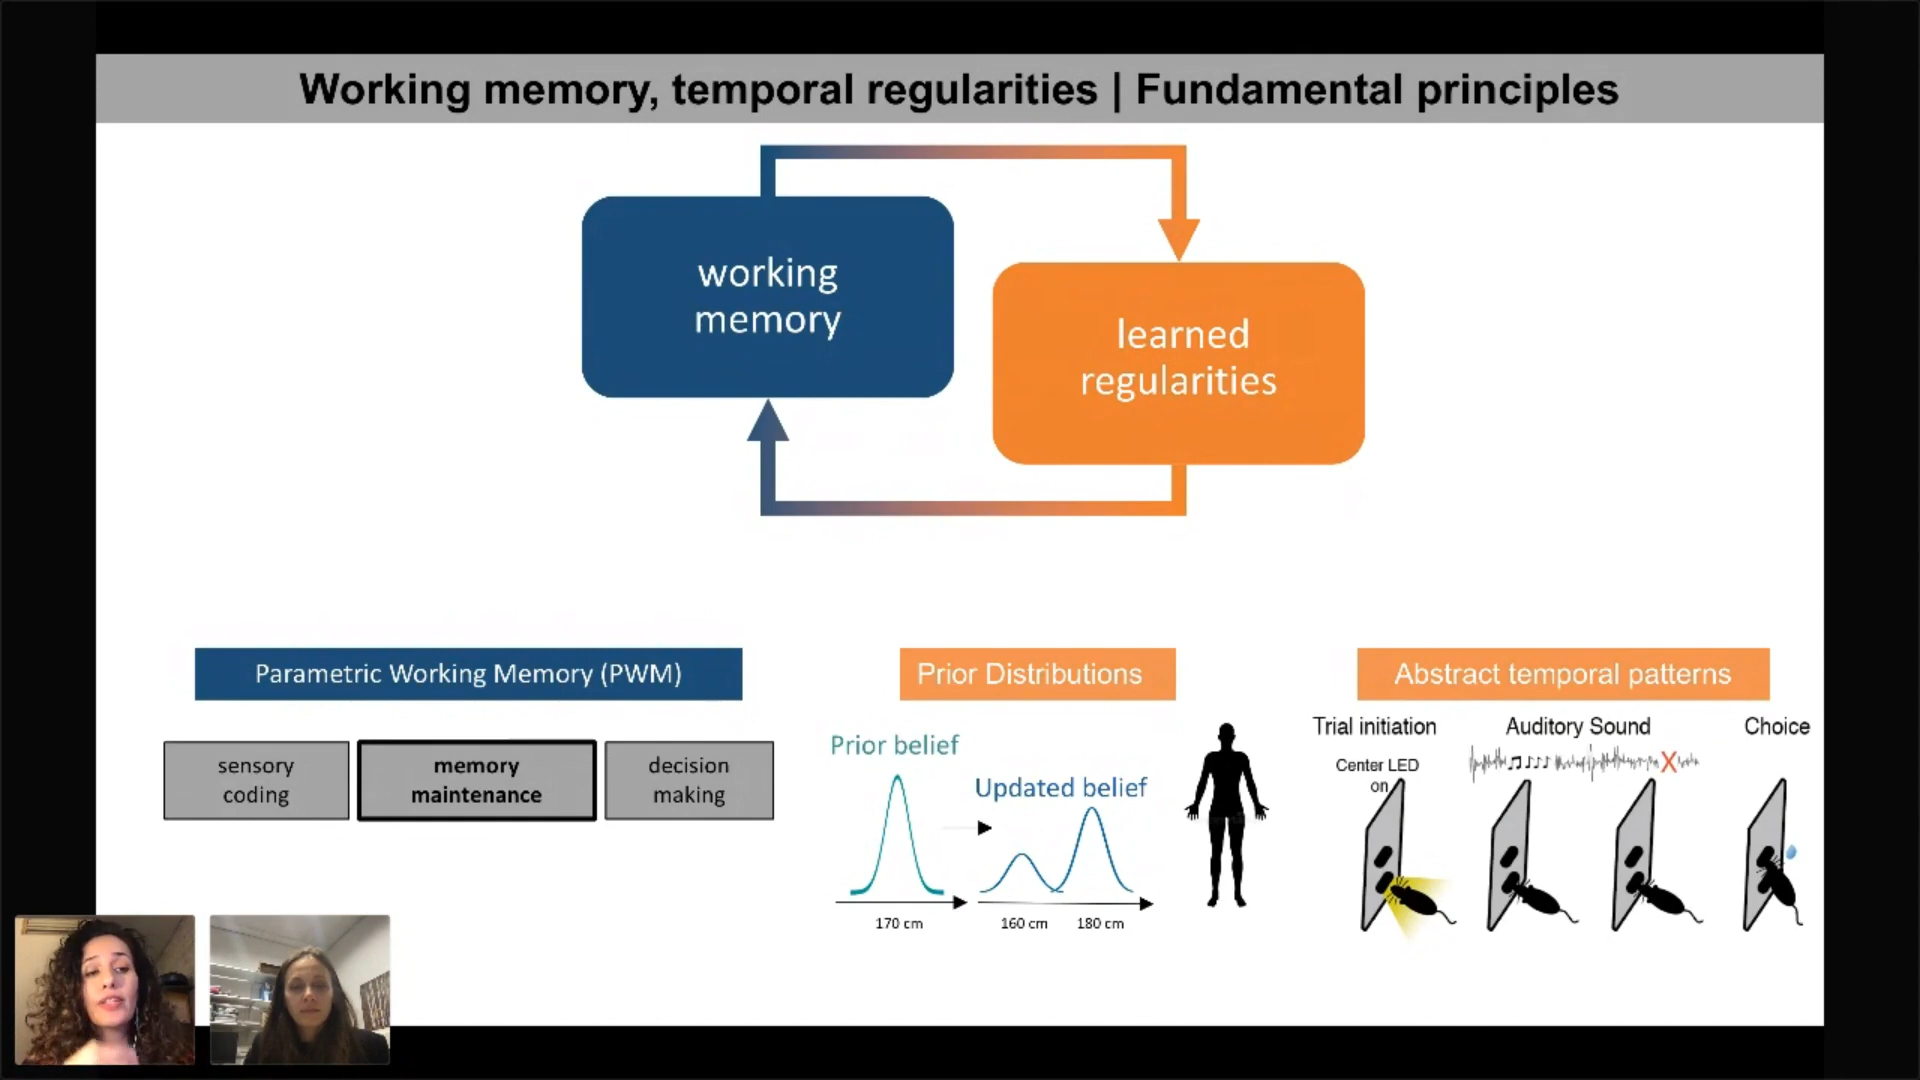 Working memory, temporal regularities | Fundamental principles
working
memory
learned
regularities
Parametric Working Memory (PWM)
sensory
coding
memory
maintenance
decision
making
Prior Distributions
Prior belief
Updated belief
170 cm
160 cm
180 cm
Abstract temporal patterns
Trial initiation
Auditory Sound
Choice
Center LED
on
X